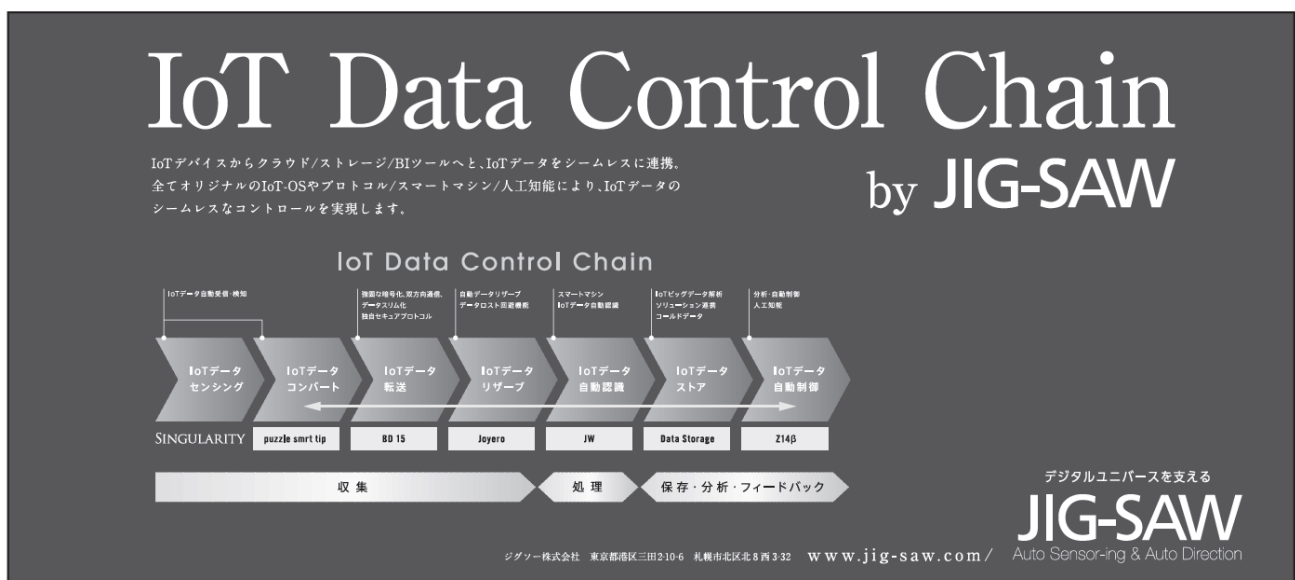 IoT Data Control Chain
by JIG-SAW
IoTデバイスからクラウド/ストレージ/BIツールへと、IoTデータをシームレスに連携。
全てオリジナルのIoT-OSやプロトコル/スマートマシン/人工知能により、IoTデータの
シームレスなコントロールを実現します。
IoT Data Control Chain
IoTデータ自動受信・検知
強固な暗号化、双方向通信、
データスリム化
独自セキュアプロトコル
自動データリザーブ
データロスト回避機能
スマートマシン
IoTデータ自動認識
IoTビッグデータ解析
ソリューション連携
コールドデータ
分析・自動制御
人工知能
IoTデータ
センシング
IoTデータ
コンバート
IoTデータ
転送
IoTデータ
リザーブ
IoTデータ
自動認識
IoTデータ
ストア
IoTデータ
自動制御
SINGULARITY
puzzle smrt tip
BD 15
Joyero
JW
Data Storage
Z14β
収集
処理
保存・分析・フィードバック
デジタルユニバースを支える
JIG-SAW
Auto Sensor-ing & Auto Direction
ジグソー株式会社 東京都港区三田2-10-6 札幌市北区北8西3-32 www.jig-saw.com/